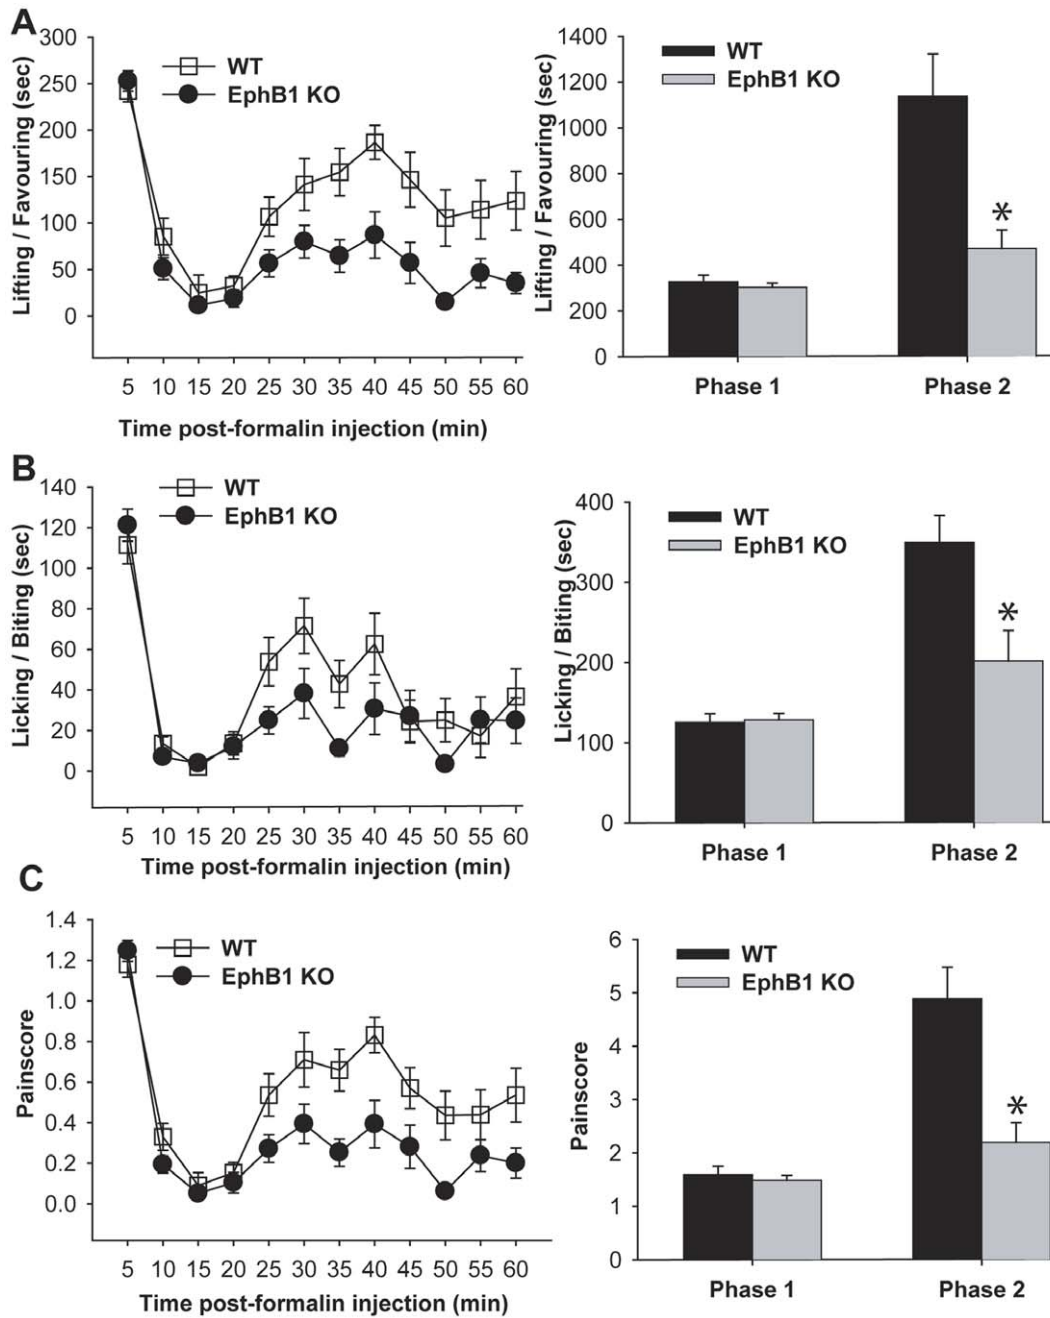 A
Lifting / Favouring (sec)
300
250
200
150
100
50
0
WT
EphB1 KO
5 10 15 20 25 30 35 40 45 50 55 60
Time post-formalin injection (min)
Lifting / Favouring (sec)
1400
1200
1000
800
600
400
200
0
WT
EphB1 KO
*
Phase 1 Phase 2
B
Licking / Biting (sec)
140
120
100
80
60
40
20
0
WT
EphB1 KO
5 10 15 20 25 30 35 40 45 50 55 60
Time post-formalin injection (min)
Licking / Biting (sec)
400
300
200
100
0
WT
EphB1 KO
*
Phase 1 Phase 2
C
Painscore
1.4
1.2
1.0
0.8
0.6
0.4
0.2
0.0
WT
EphB1 KO
5 10 15 20 25 30 35 40 45 50 55 60
Time post-formalin injection (min)
Painscore
6
5
4
3
2
1
0
WT
EphB1 KO
*
Phase 1 Phase 2